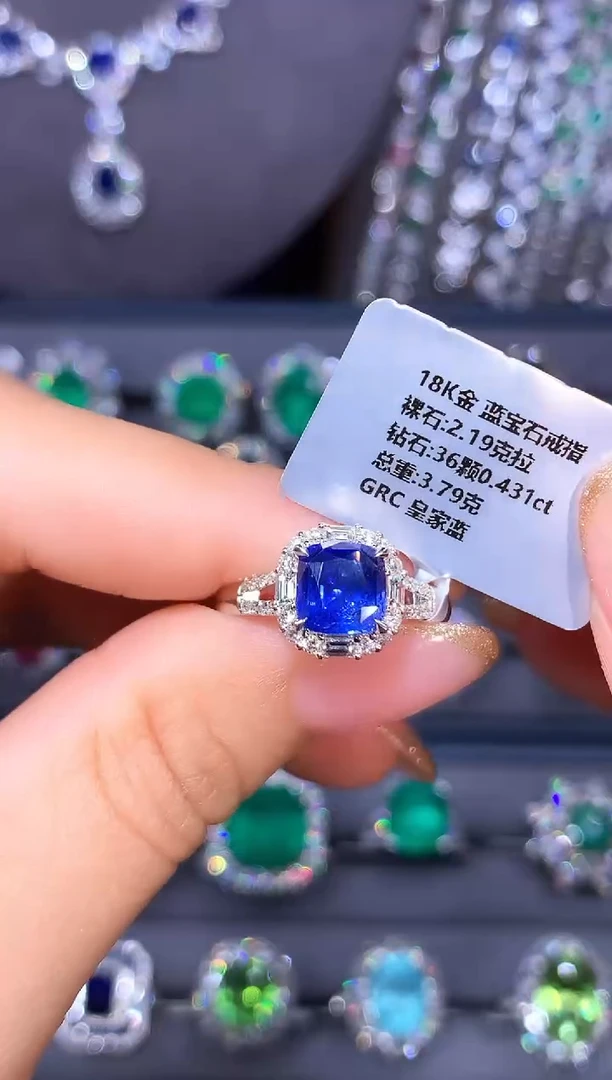 18K金 蓝宝石戒指
裸石:2.19克拉
钻石:36颗0.431ct
总重:3.79克
GRC 皇家蓝